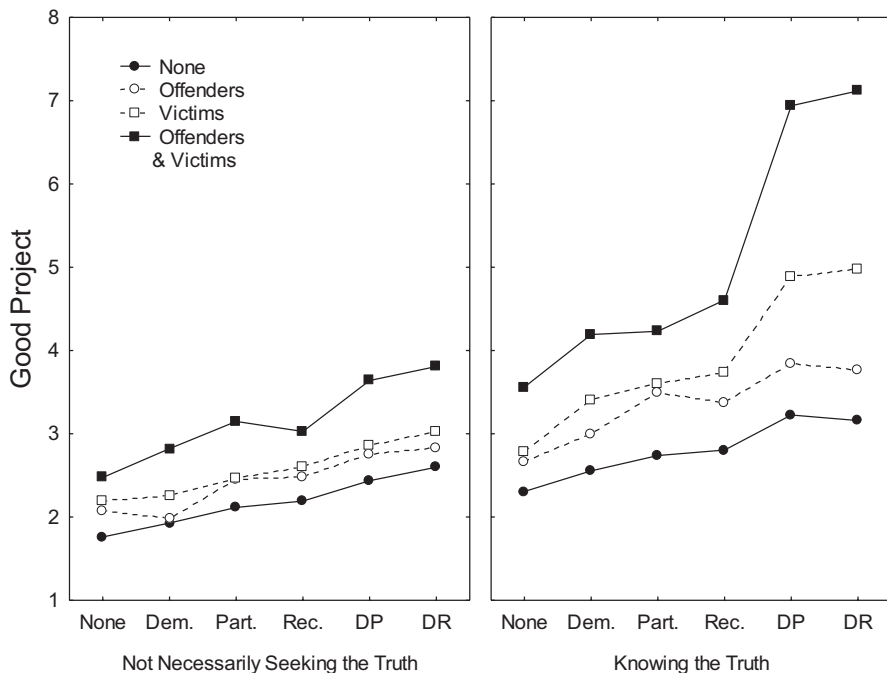 8
7
6
5
4
3
2
1
Good Project
None
Offenders
Victims
Offenders
& Victims
None Dem. Part. Rec. DP DR
Not Necessarily Seeking the Truth
None Dem. Part. Rec. DP DR
Knowing the Truth